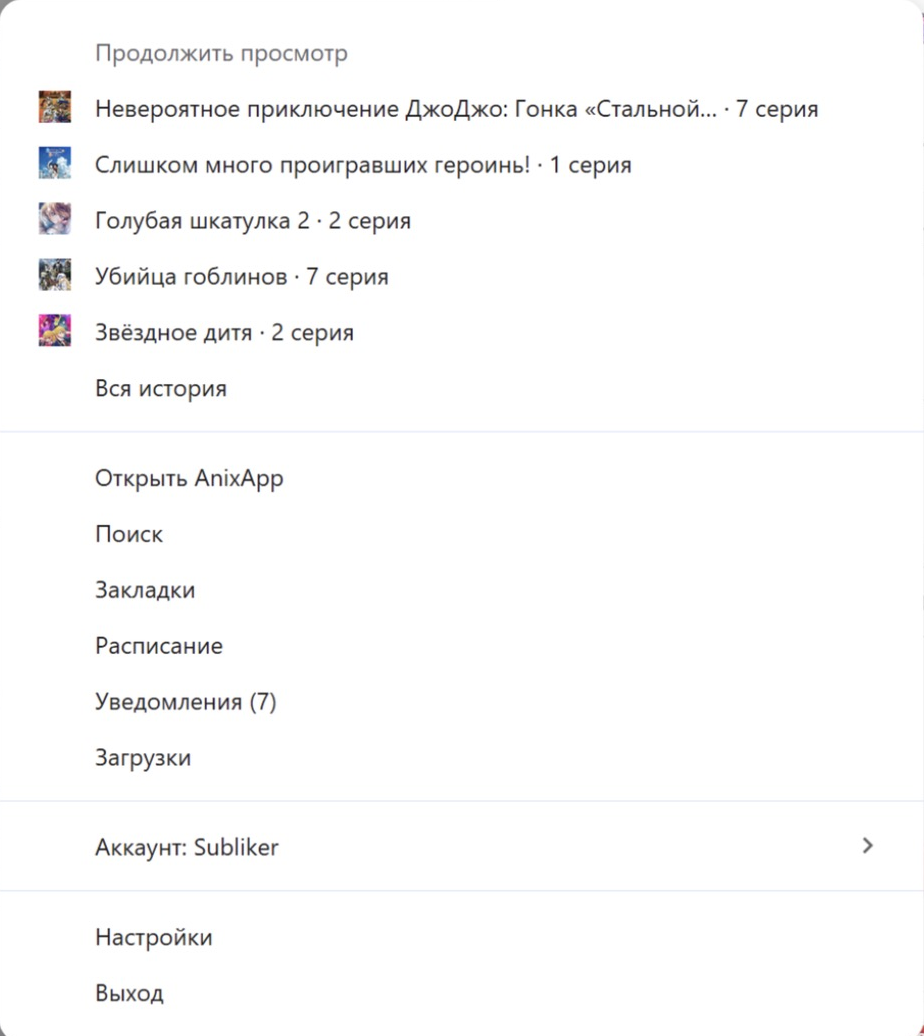 Продолжить просмотр
Невероятное приключение ДжоДжо: Гонка «Стальной... · 7 серия
Слишком много проигравших героинь! · 1 серия
Голубая шкатулка 2 · 2 серия
Убийца гоблинов · 7 серия
Звёздное дитя · 2 серия
Вся история
Открыть AnixApp
Поиск
Закладки
Расписание
Уведомления (7)
Загрузки
Аккаунт: Subliker
Настройки
Выход